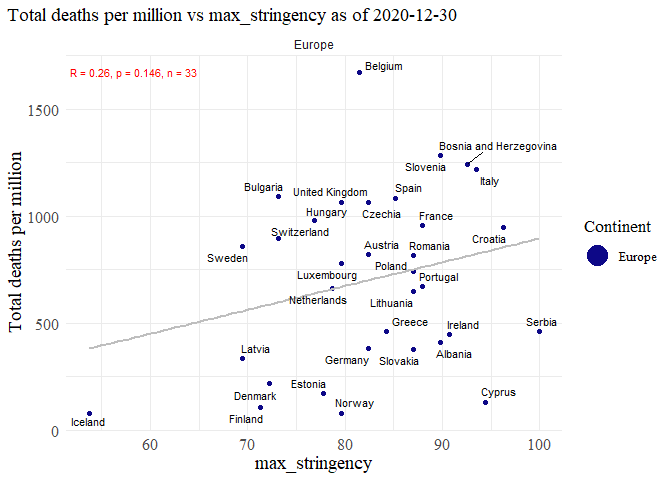 Total deaths per million vs max_stringency as of 2020-12-30
Europe
R = 0.26, p = 0.146, n = 33
Belgium
1500
Bosnia and Herzegovina
Slovenia
Italy
Bulgaria
United Kingdom
Spain
Hungary
Czechia
France
1000
Switzerland
Croatia
Sweden
Austria
Romania
Luxembourg
Poland
Portugal
Netherlands
Lithuania
500
Greece
Ireland
Serbia
Latvia
Germany
Slovakia
Albania
Estonia
Denmark
Norway
Cyprus
Finland
Iceland
0
60 70 80 90 100
max_stringency
Total deaths per million
Continent
Europe